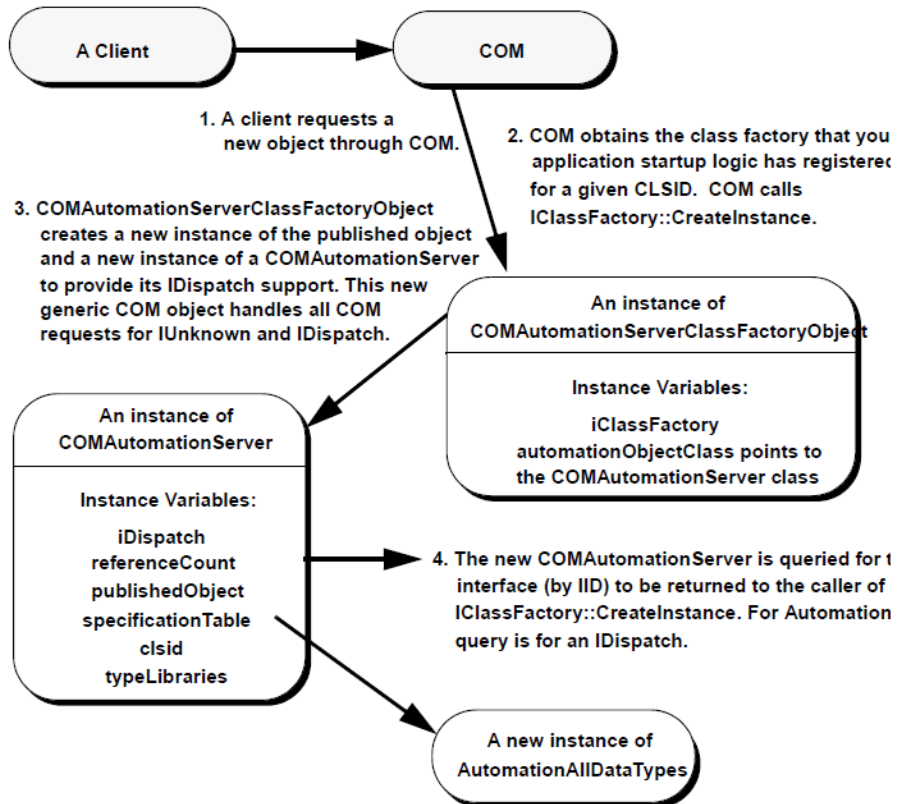 A Client
COM
1. A client requests a
new object through COM.
2. COM obtains the class factory that you
application startup logic has registered
for a given CLSID. COM calls
IClassFactory::CreateInstance.
3. COMAutomationServerClassFactoryObject
creates a new instance of the published object
and a new instance of a COMAutomationServer
to provide its IDispatch support. This new
generic COM object handles all COM
requests for IUnknown and IDispatch.
An instance of
COMAutomationServerClassFactoryObject
Instance Variables:
iClassFactory
automationObjectClass points to
the COMAutomationServer class
An instance of
COMAutomationServer
Instance Variables:
iDispatch
referenceCount
publishedObject
specificationTable
clsid
typeLibraries
4. The new COMAutomationServer is queried for
interface (by IID) to be returned to the caller of
IClassFactory::CreateInstance. For Automation
query is for an IDispatch.
A new instance of
AutomationAllDataTypes